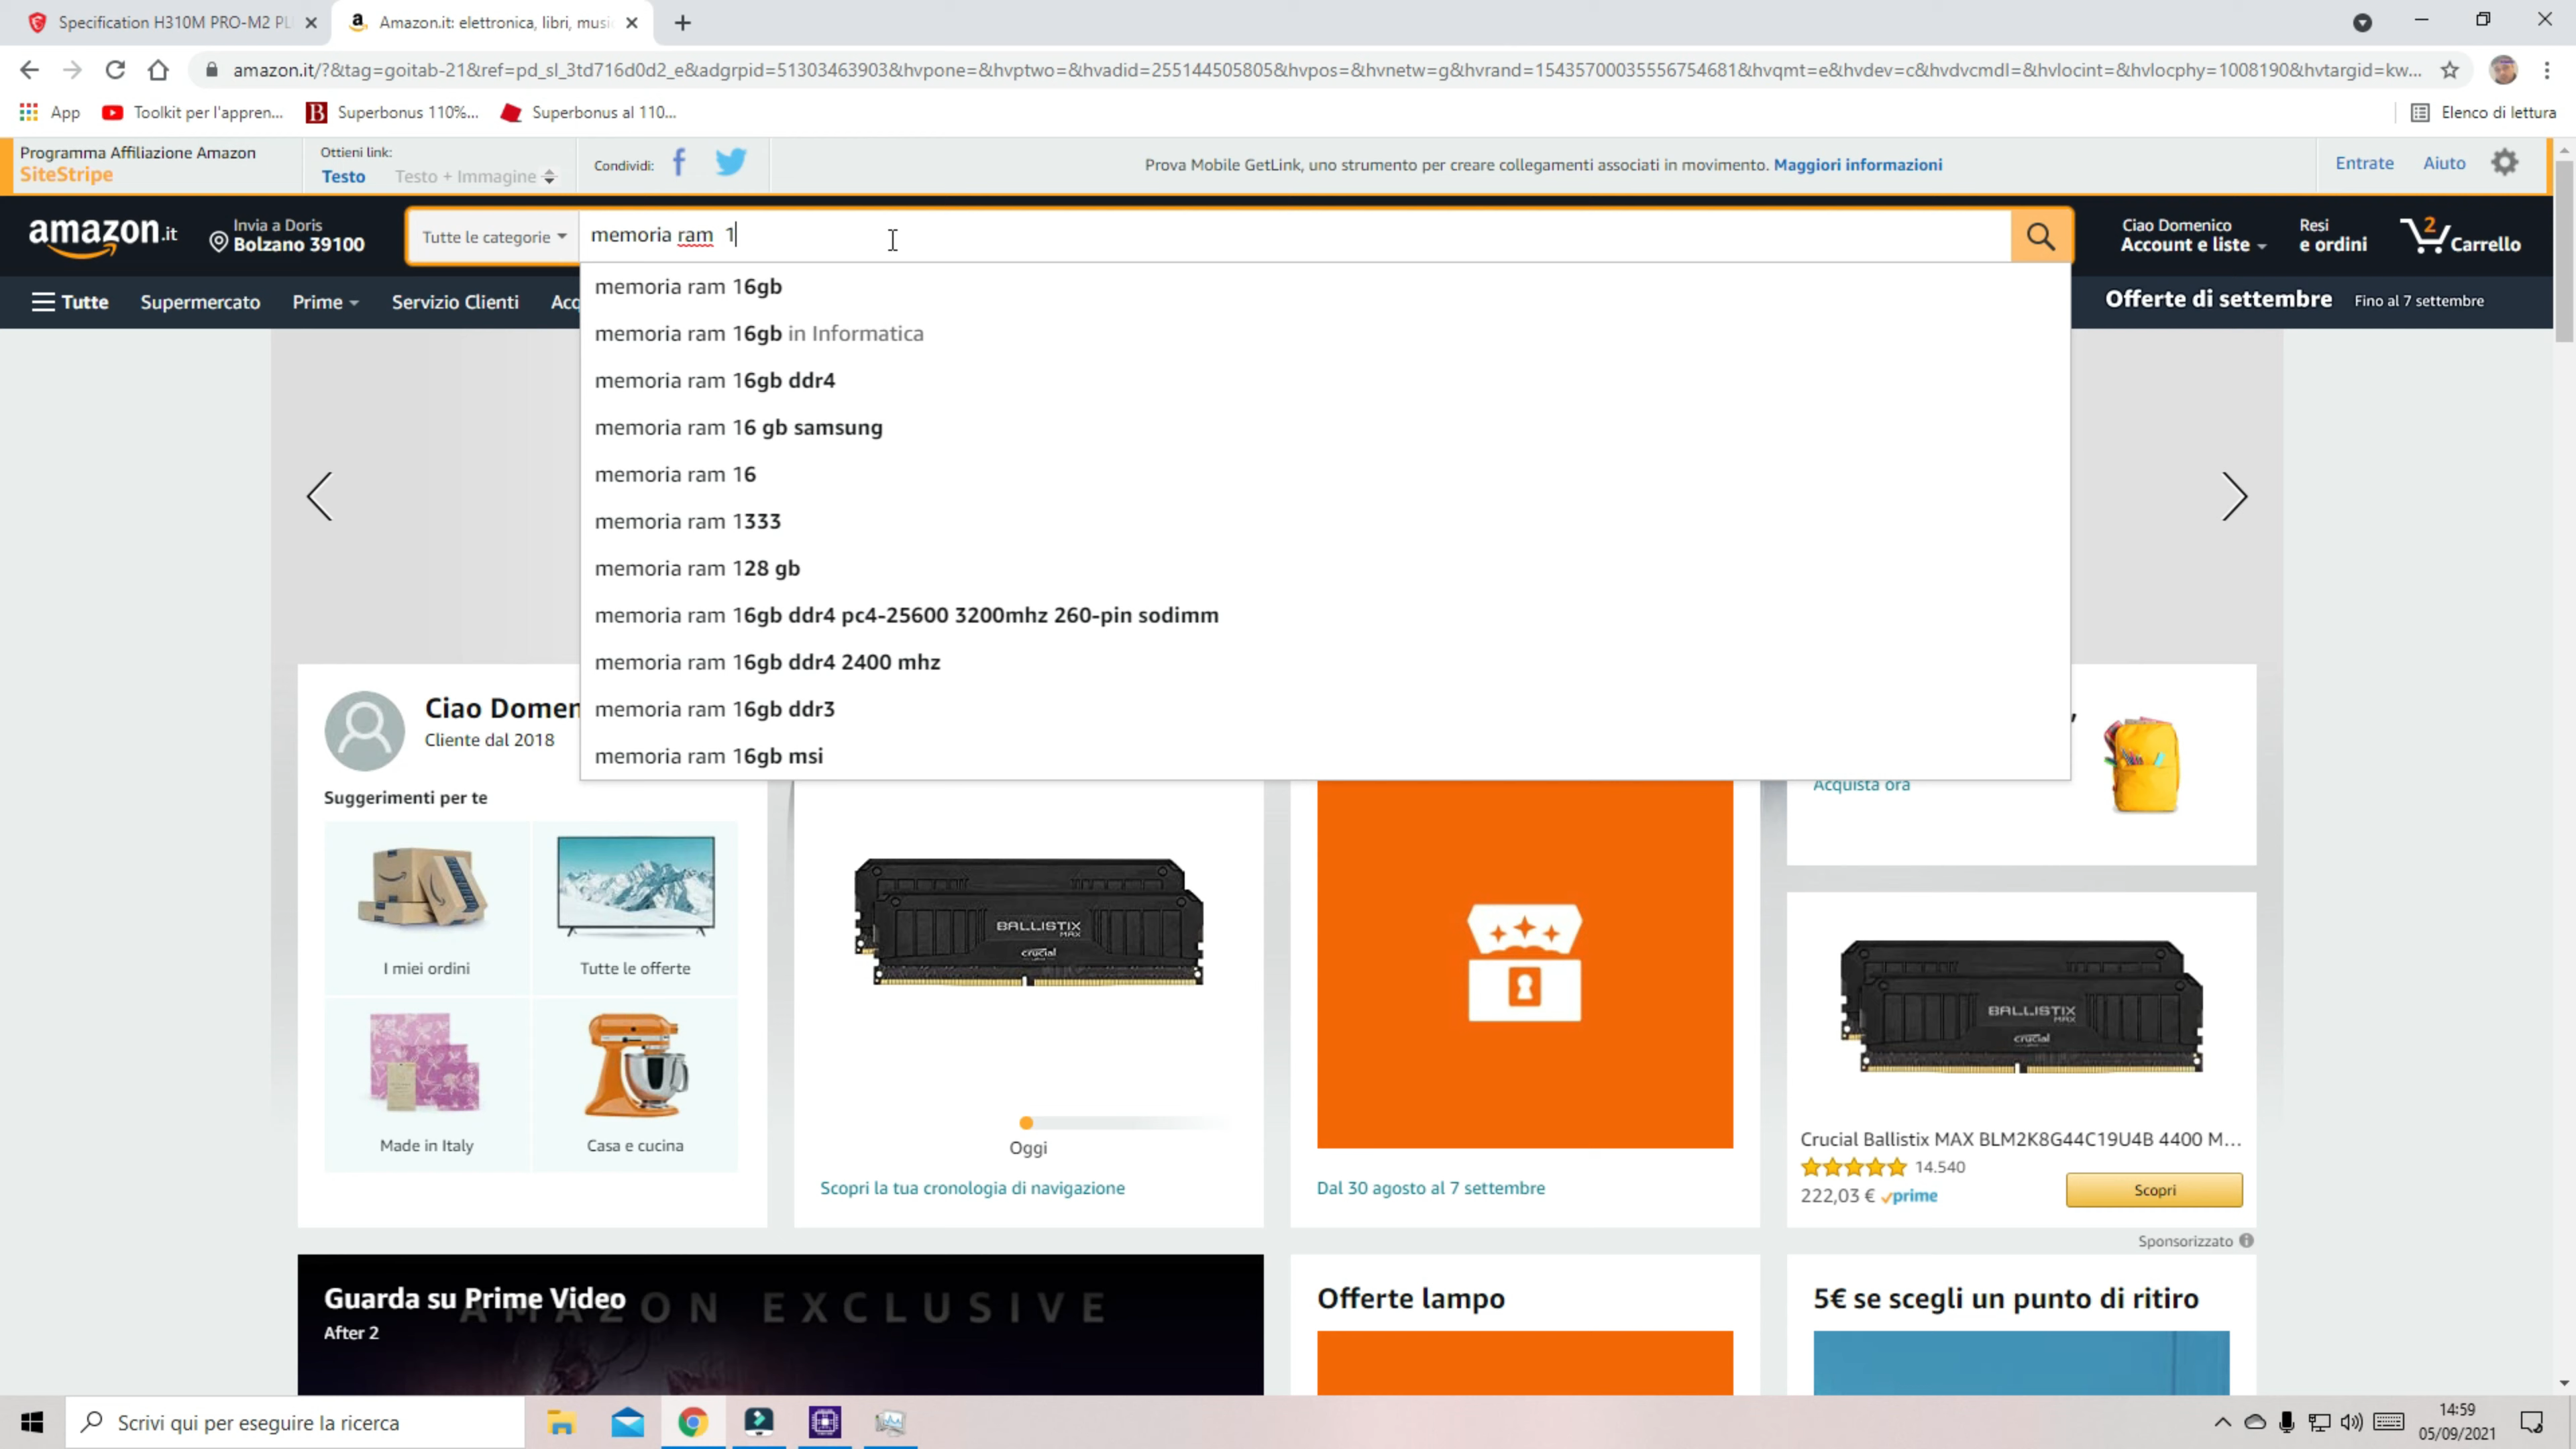 Specification H310M PRO-M2 PL
Amazon.it: elettronica, libri, musi
amazon.it/?&tag=goitab-21&ref=pd_sl_3td716d0d2_e&adgrpid=51303463903&hvpone=&hvptwo=&hvadid=255144505805&hvpos=&hvnetw=g&hvrand=15435700035556754681&hvqmt=e&hvdev=c&hvdvcmdl=&hvlocint=&hvlocphy=1008190&hvtargid=kw...
App
Toolkit per l'appren...
Superbonus 110%...
Superbonus al 110...
Elenco di lettura
Programma Affiliazione Amazon
SiteStripe
Ottieni link:
Testo
Testo + Immagine
Condividi:
Prova Mobile GetLink, uno strumento per creare collegamenti associati in movimento. Maggiori informazioni
Entrate
Aiuto
amazon.it
Invia a Doris
Bolzano 39100
Tutte le categorie
memoria ram 1
Ciao Domenico
Account e liste
Resi
e ordini
2
Carrello
Tutte
Supermercato
Prime
Servizio Clienti
Acq
Offerte di settembre
Fino al 7 settembre
memoria ram 16gb
memoria ram 16gb in Informatica
memoria ram 16gb ddr4
memoria ram 16 gb samsung
memoria ram 16
memoria ram 1333
memoria ram 128 gb
memoria ram 16gb ddr4 pc4-25600 3200mhz 260-pin sodimm
memoria ram 16gb ddr4 2400 mhz
memoria ram 16gb ddr3
memoria ram 16gb msi
Ciao Domen
Cliente dal 2018
Suggerimenti per te
I miei ordini
Tutte le offerte
Made in Italy
Casa e cucina
BALLISTIX
MAX
crucial
Oggi
Scopri la tua cronologia di navigazione
Dal 30 agosto al 7 settembre
Acquista ora
BALLISTIX
MAX
crucial
Crucial Ballistix MAX BLM2K8G44C19U4B 4400 M...
14.540
222,03 € prime
Scopri
Sponsorizzato
Guarda su Prime Video
After 2
AMAZON EXCLUSIVE
Offerte lampo
5€ se scegli un punto di ritiro
Scrivi qui per eseguire la ricerca
14:59
05/09/2021